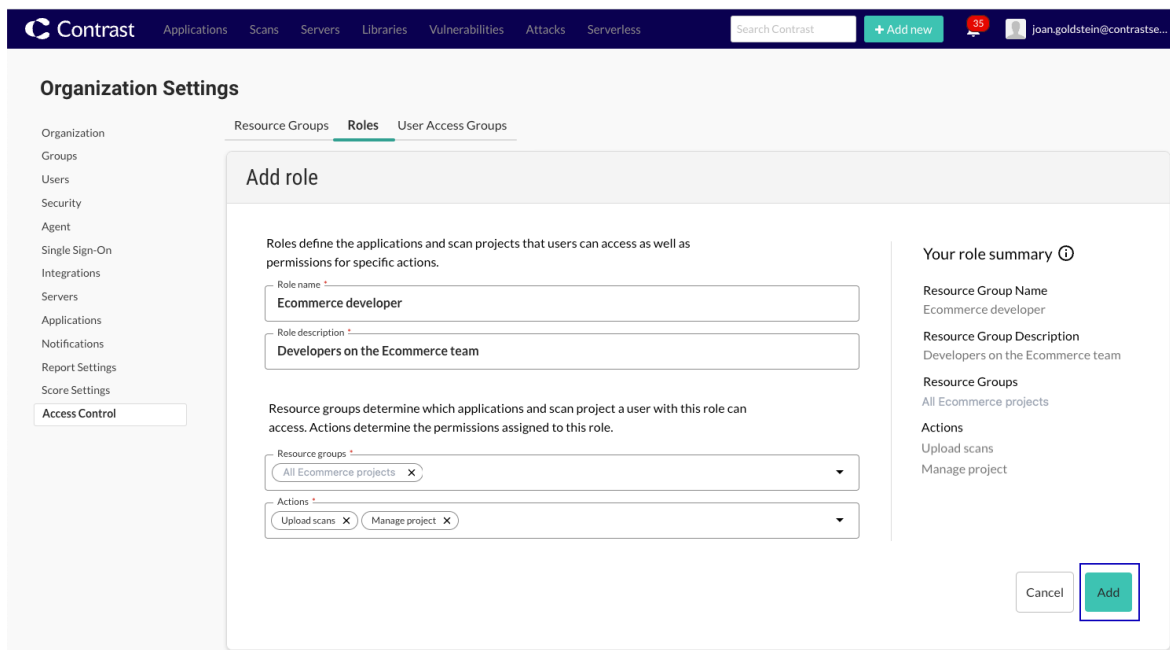 Contrast
Applications Scans Servers Libraries Vulnerabilities Attacks Serverless
Search Contrast
+ Add new
35
joan.goldstein@contrastse...
Organization Settings
Organization
Groups
Users
Security
Agent
Single Sign-On
Integrations
Servers
Applications
Notifications
Report Settings
Score Settings
Access Control
Resource Groups Roles User Access Groups
Add role
Roles define the applications and scan projects that users can access as well as
permissions for specific actions.
Role name *
Ecommerce developer
Role description *
Developers on the Ecommerce team
Resource groups determine which applications and scan project a user with this role can
access. Actions determine the permissions assigned to this role.
Resource groups *
All Ecommerce projects
Actions *
Upload scans Manage project
Your role summary
Resource Group Name
Ecommerce developer
Resource Group Description
Developers on the Ecommerce team
Resource Groups
All Ecommerce projects
Actions
Upload scans
Manage project
Cancel Add